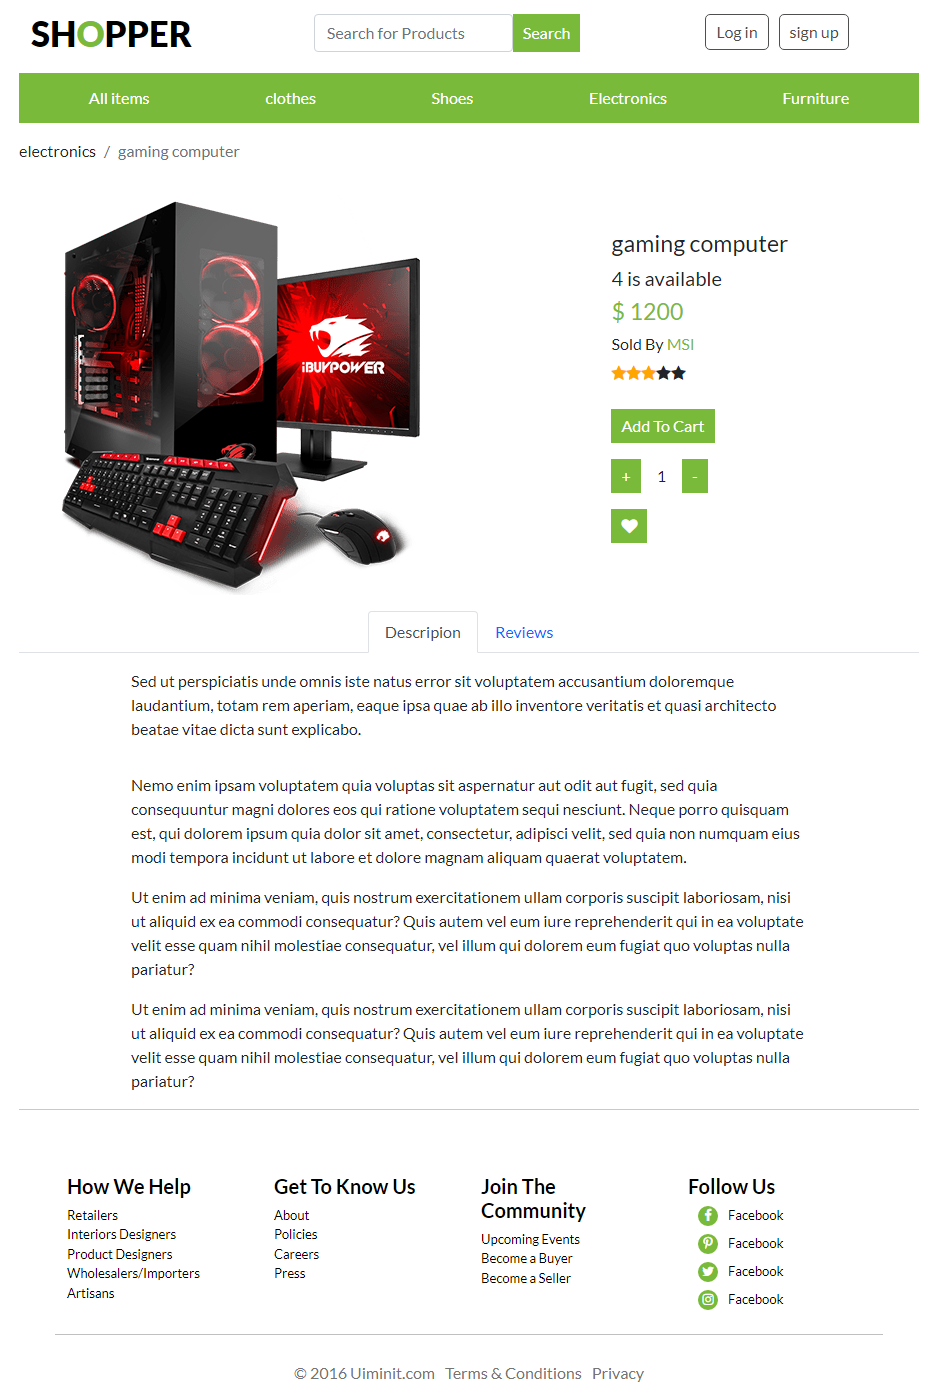 SHOPPER
Search for Products
Search
Log in
sign up
All items
clothes
Shoes
Electronics
Furniture
electronics / gaming computer
iBUYPOWER
gaming computer
4 is available
$ 1200
Sold By MSI
Add To Cart
+ 1 -
Descripion
Reviews
Sed ut perspiciatis unde omnis iste natus error sit voluptatem accusantium doloremque
laudantium, totam rem aperiam, eaque ipsa quae ab illo inventore veritatis et quasi architecto
beatae vitae dicta sunt explicabo.
Nemo enim ipsam voluptatem quia voluptas sit aspernatur aut odit aut fugit, sed quia
consequuntur magni dolores eos qui ratione voluptatem sequi nesciunt. Neque porro quisquam
est, qui dolorem ipsum quia dolor sit amet, consectetur, adipisci velit, sed quia non numquam eius
modi tempora incidunt ut labore et dolore magnam aliquam quaerat voluptatem.
Ut enim ad minima veniam, quis nostrum exercitationem ullam corporis suscipit laboriosam, nisi
ut aliquid ex ea commodi consequatur? Quis autem vel eum iure reprehenderit qui in ea voluptate
velit esse quam nihil molestiae consequatur, vel illum qui dolorem eum fugiat quo voluptas nulla
pariatur?
Ut enim ad minima veniam, quis nostrum exercitationem ullam corporis suscipit laboriosam, nisi
ut aliquid ex ea commodi consequatur? Quis autem vel eum iure reprehenderit qui in ea voluptate
velit esse quam nihil molestiae consequatur, vel illum qui dolorem eum fugiat quo voluptas nulla
pariatur?
How We Help
Retailers
Interiors Designers
Product Designers
Wholesalers/Importers
Artisans
Get To Know Us
About
Policies
Careers
Press
Join The
Community
Upcoming Events
Become a Buyer
Become a Seller
Follow Us
Facebook
Facebook
Facebook
Facebook
© 2016 Uiminit.com Terms & Conditions Privacy